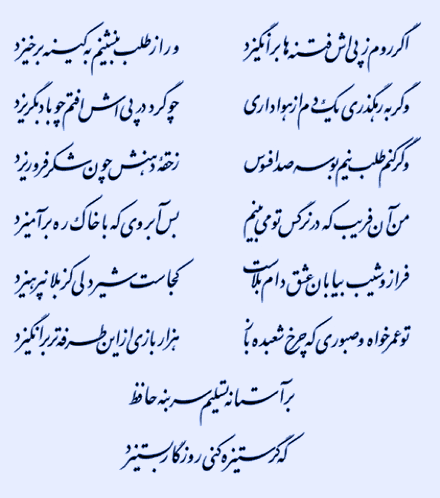 اگر روم ز پی‌اش فتنه‌ها برانگیزد ور از طلب بنشینم به کینه برخیزد
وگر به رهگذری یک دم از هواداری چو گرد در پی‌اش افتم چو باد بگریزد
وگر کنم طلب نیم بوسه صد افسوس ز حقهٔ دهنش چون شکر فرو ریزد
من آن فریب که در نرگس تو می‌بینم بس آبروی که با خاک ره برآمیزد
فراز و شیب بیابان عشق دام بلاست کجاست شیردلی کز بلا نپرهیزد
تو عمر خواه و صبوری که چرخ شعبده‌باز هزار بازی از این طرفه‌تر برانگیزد
بر آستانه تسلیم سر بنه حافظ
که گر ستیزه کنی روزگار بستیزد